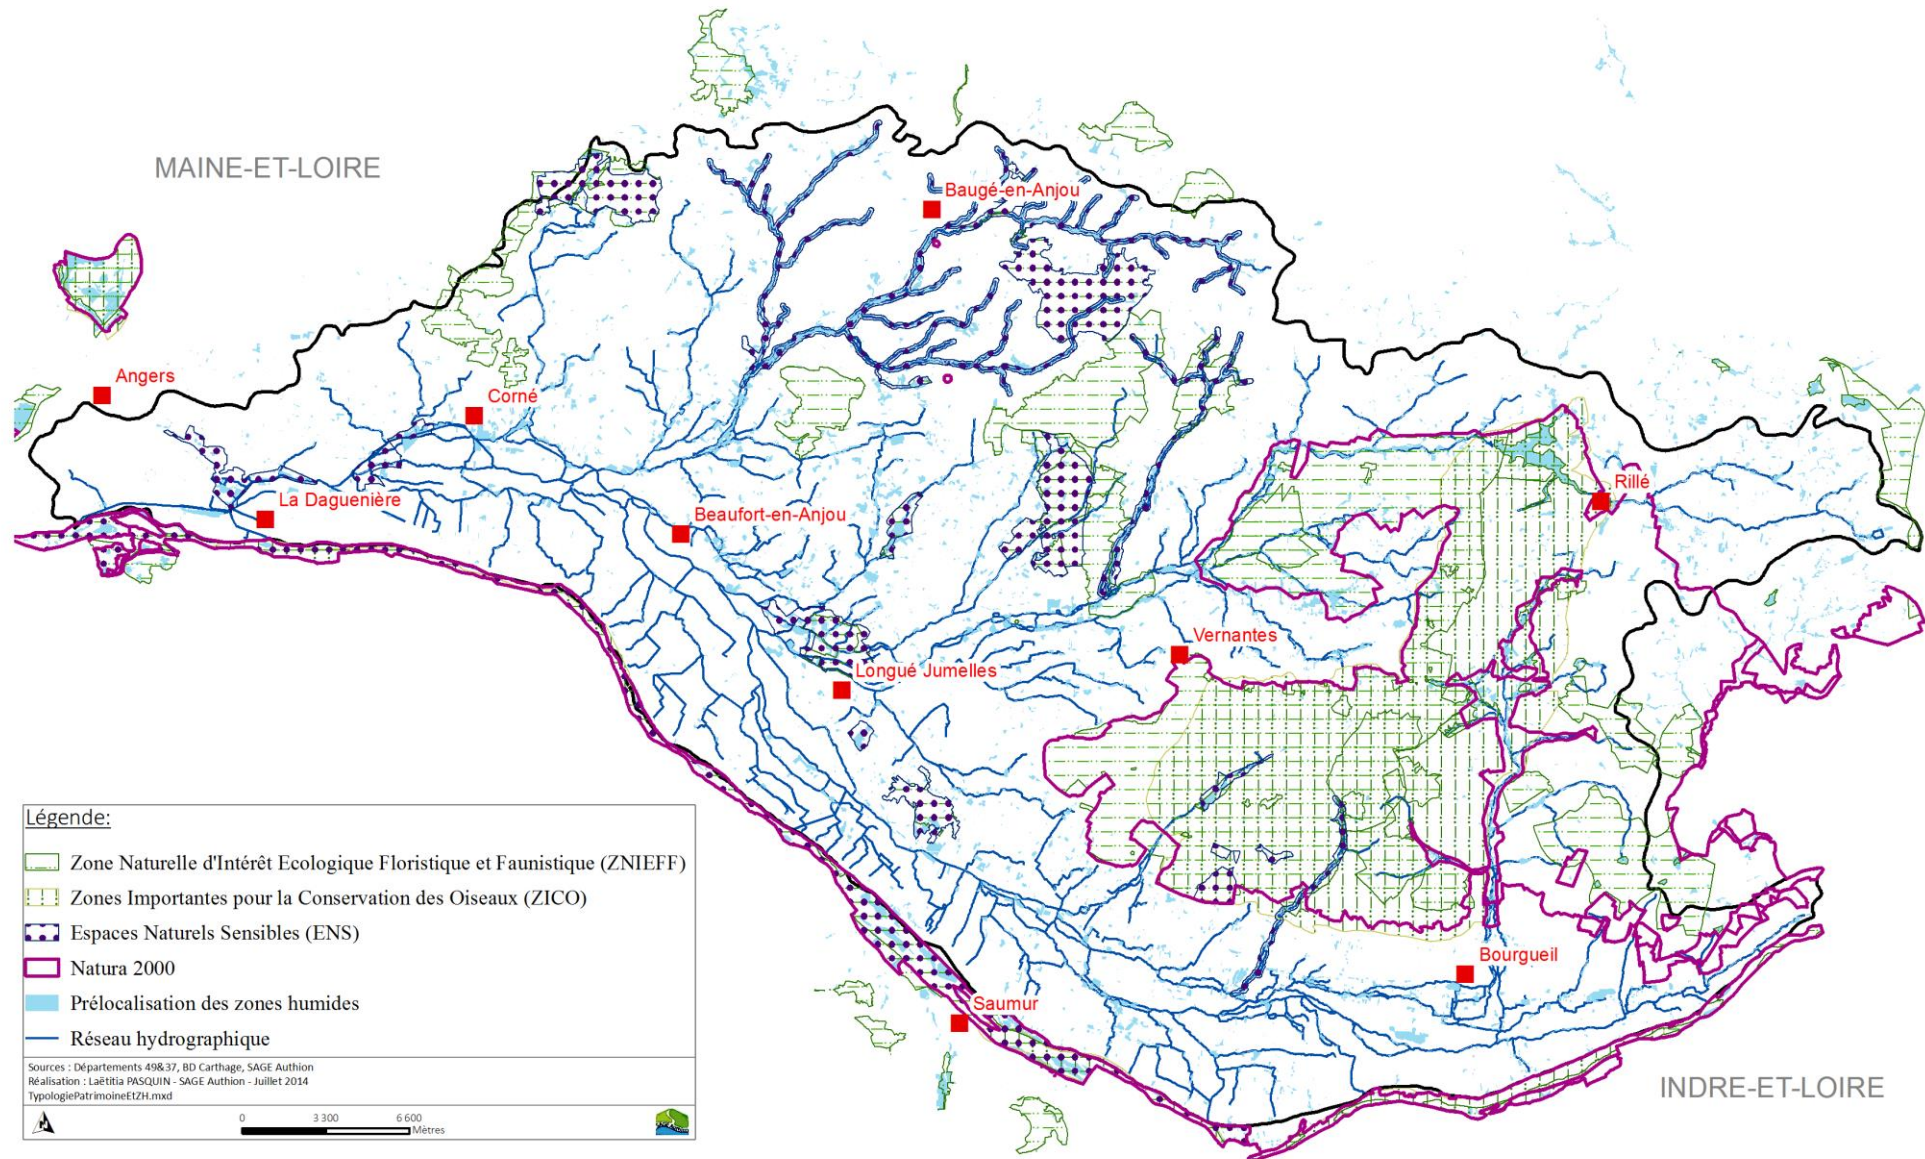 MAINE-ET-LOIRE
Baugé-en-Anjou
Angers
Corné
Rillé
La Daguenière
Beaufort-en-Anjou
Vernantes
Longué Jumelles
Bourgueil
Saumur
INDRE-ET-LOIRE
Légende:
Zone Naturelle d'Intérêt Ecologique Floristique et Faunistique (ZNIEFF)
Zones Importantes pour la Conservation des Oiseaux (ZICO)
Espaces Naturels Sensibles (ENS)
Natura 2000
Prélocalisation des zones humides
Réseau hydrographique
Sources : Départements 49&37, BD Carthage, SAGE Authion
Réalisation : Laëtitia PASQUIN - SAGE Authion - Juillet 2014
TypologiePatrimoineEtZH.mxd
0 3 300 6 600
Mètres